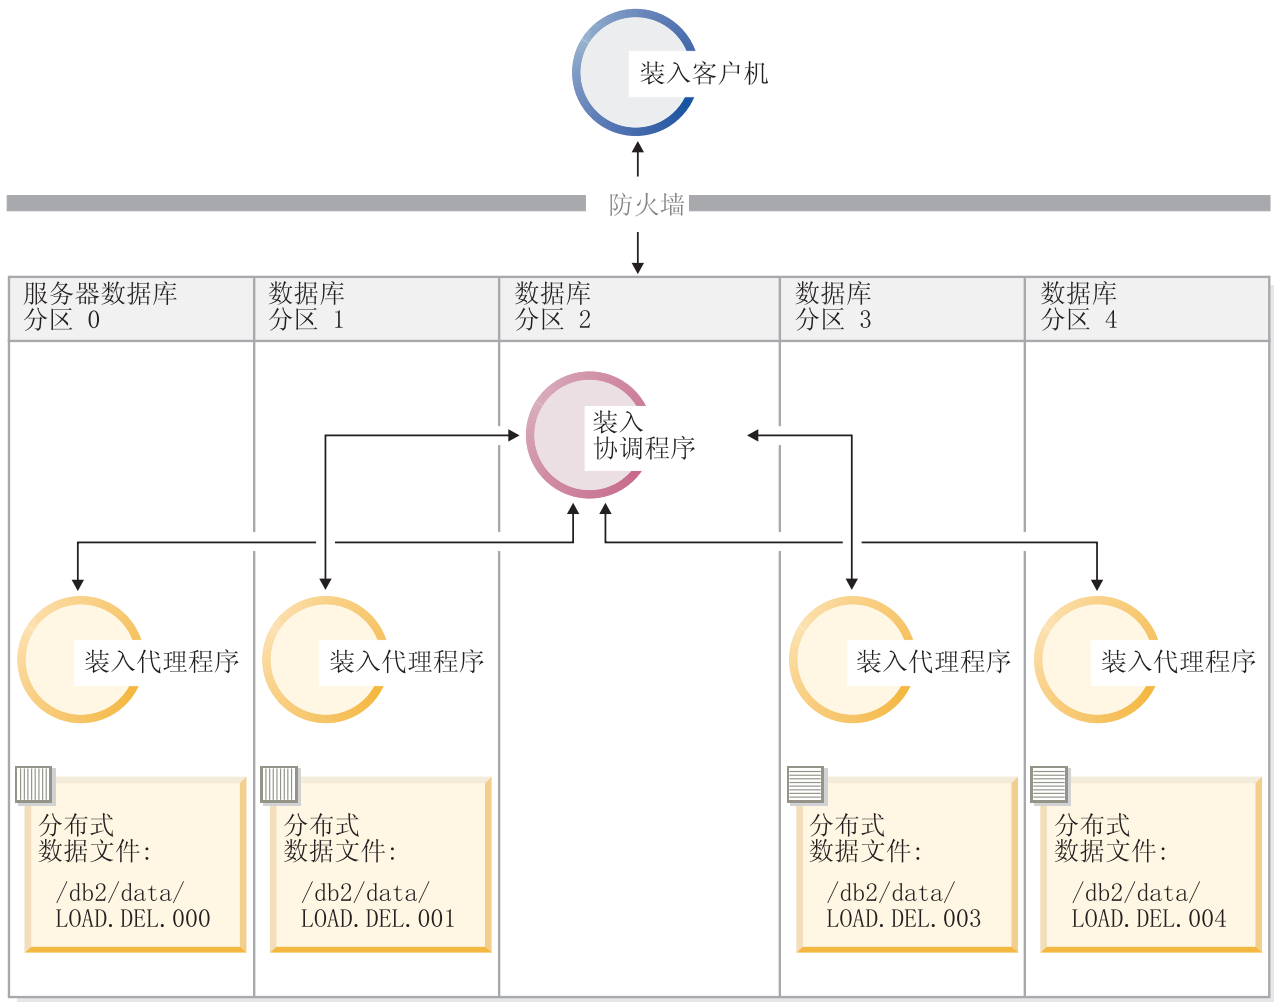 装入客户机
防火墙
服务器数据库
分区 0
数据库
分区 1
数据库
分区 2
数据库
分区 3
数据库
分区 4
装入
协调程序
装入代理程序
装入代理程序
装入代理程序
装入代理程序
分布式
数据文件:
/db2/data/
LOAD.DEL.000
分布式
数据文件:
/db2/data/
LOAD.DEL.001
分布式
数据文件:
/db2/data/
LOAD.DEL.003
分布式
数据文件:
/db2/data/
LOAD.DEL.004